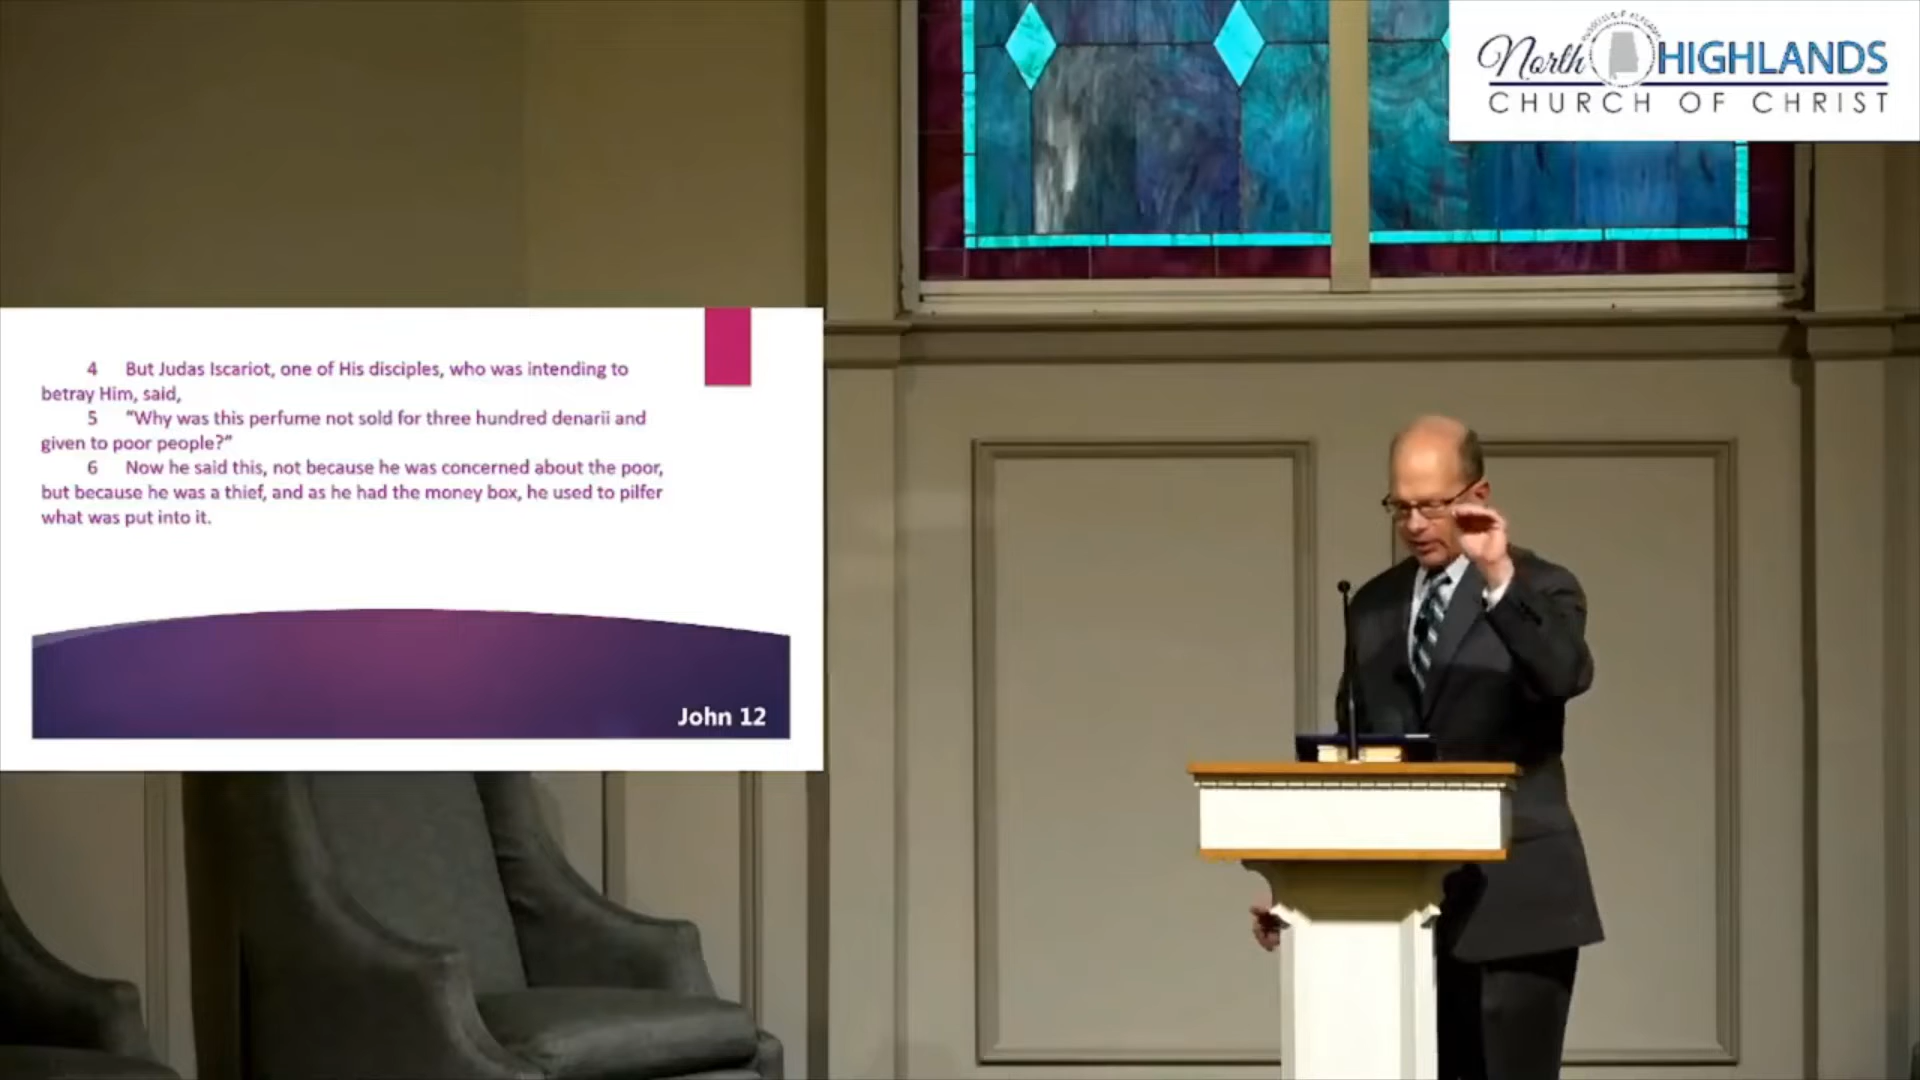 North HIGHLANDS
CHURCH OF CHRIST
4 But Judas Iscariot, one of His disciples, who was intending to
betray Him, said,
5 "Why was this perfume not sold for three hundred denarii and
given to poor people?"
6 Now he said this, not because he was concerned about the poor,
but because he was a thief, and as he had the money box, he used to pilfer
what was put into it.
John 12